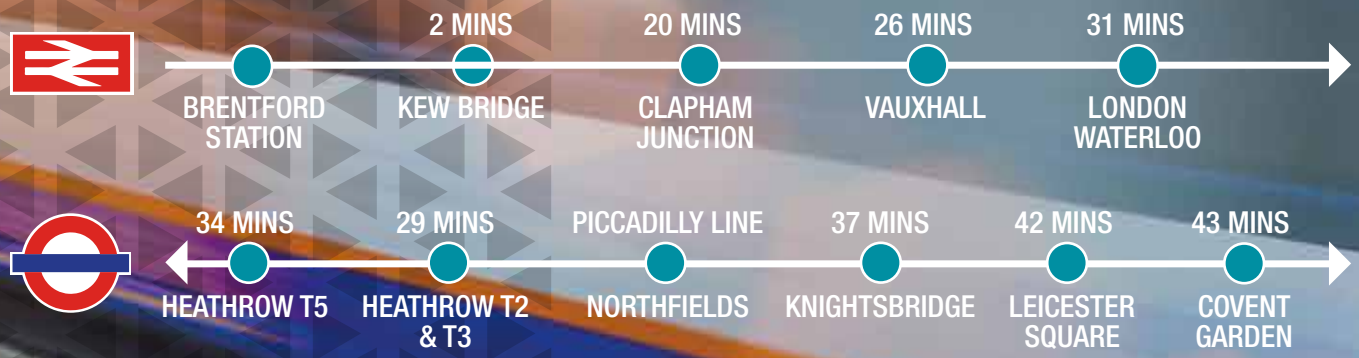 2 MINS
20 MINS
26 MINS
31 MINS
BRENTFORD
STATION
KEW BRIDGE
CLAPHAM
JUNCTION
VAUXHALL
LONDON
WATERLOO
34 MINS
29 MINS
PICCADILLY LINE
37 MINS
42 MINS
43 MINS
HEATHROW T5
HEATHROW T2
& T3
NORTHFIELDS
KNIGHTSBRIDGE
LEICESTER
SQUARE
COVENT
GARDEN